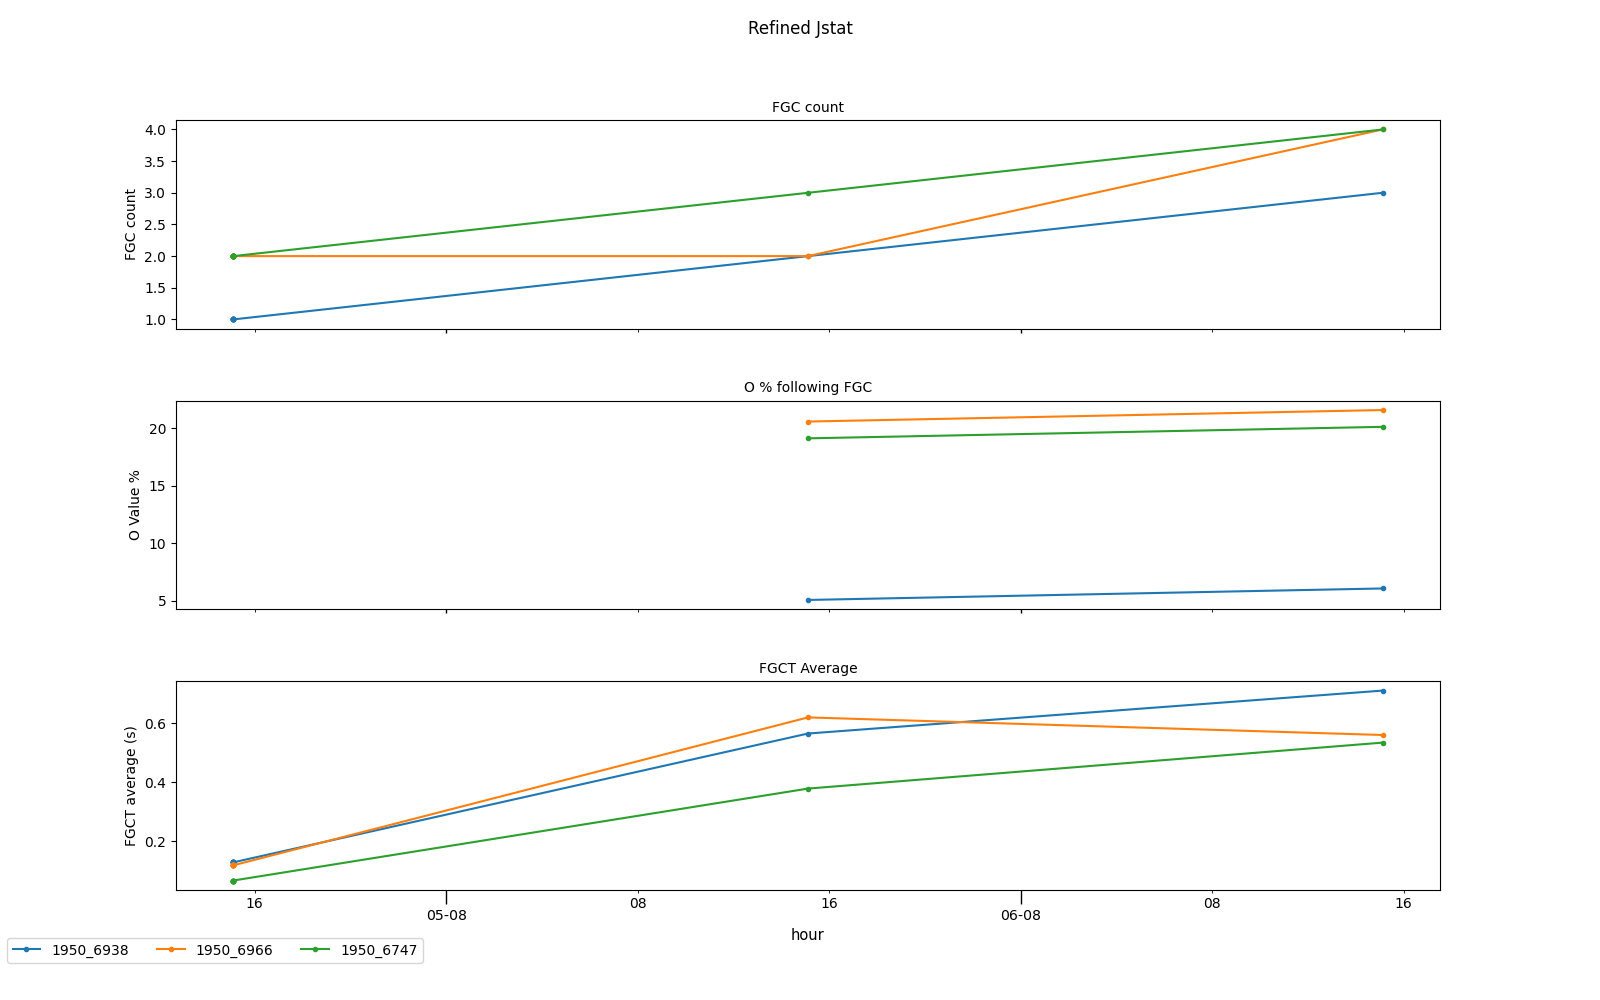 Refined Jstat
FGC count
FGC count
4.0
3.5
3.0
2.5
2.0
1.5
1.0
O % following FGC
O Value %
20
15
10
5
FGCT Average
FGCT average (s)
0.6
0.4
0.2
16 08 16 08 16
05-08 06-08
hour
1950_6938 1950_6966 1950_6747